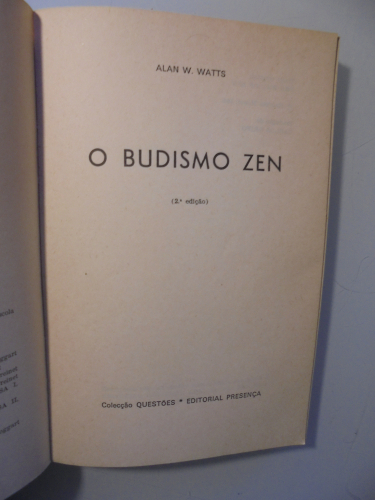 ALAN W. WATTS
O BUDISMO ZEN
(2.ª edição)
Colecção QUESTÕES * EDITORIAL PRESENÇA